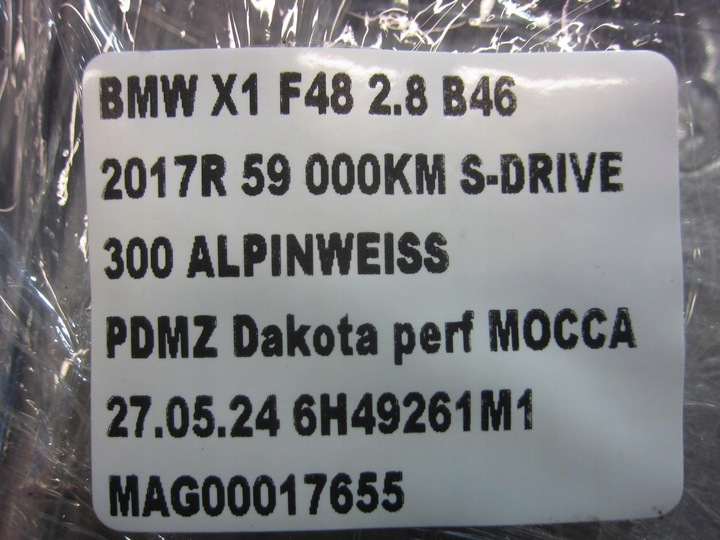 BMW X1 F48 2.8 B46
2017R 59 000KM S-DRIVE
300 ALPINWEISS
PDMZ Dakota perf MOCCA
27.05.24 6H49261M1
MAG00017655